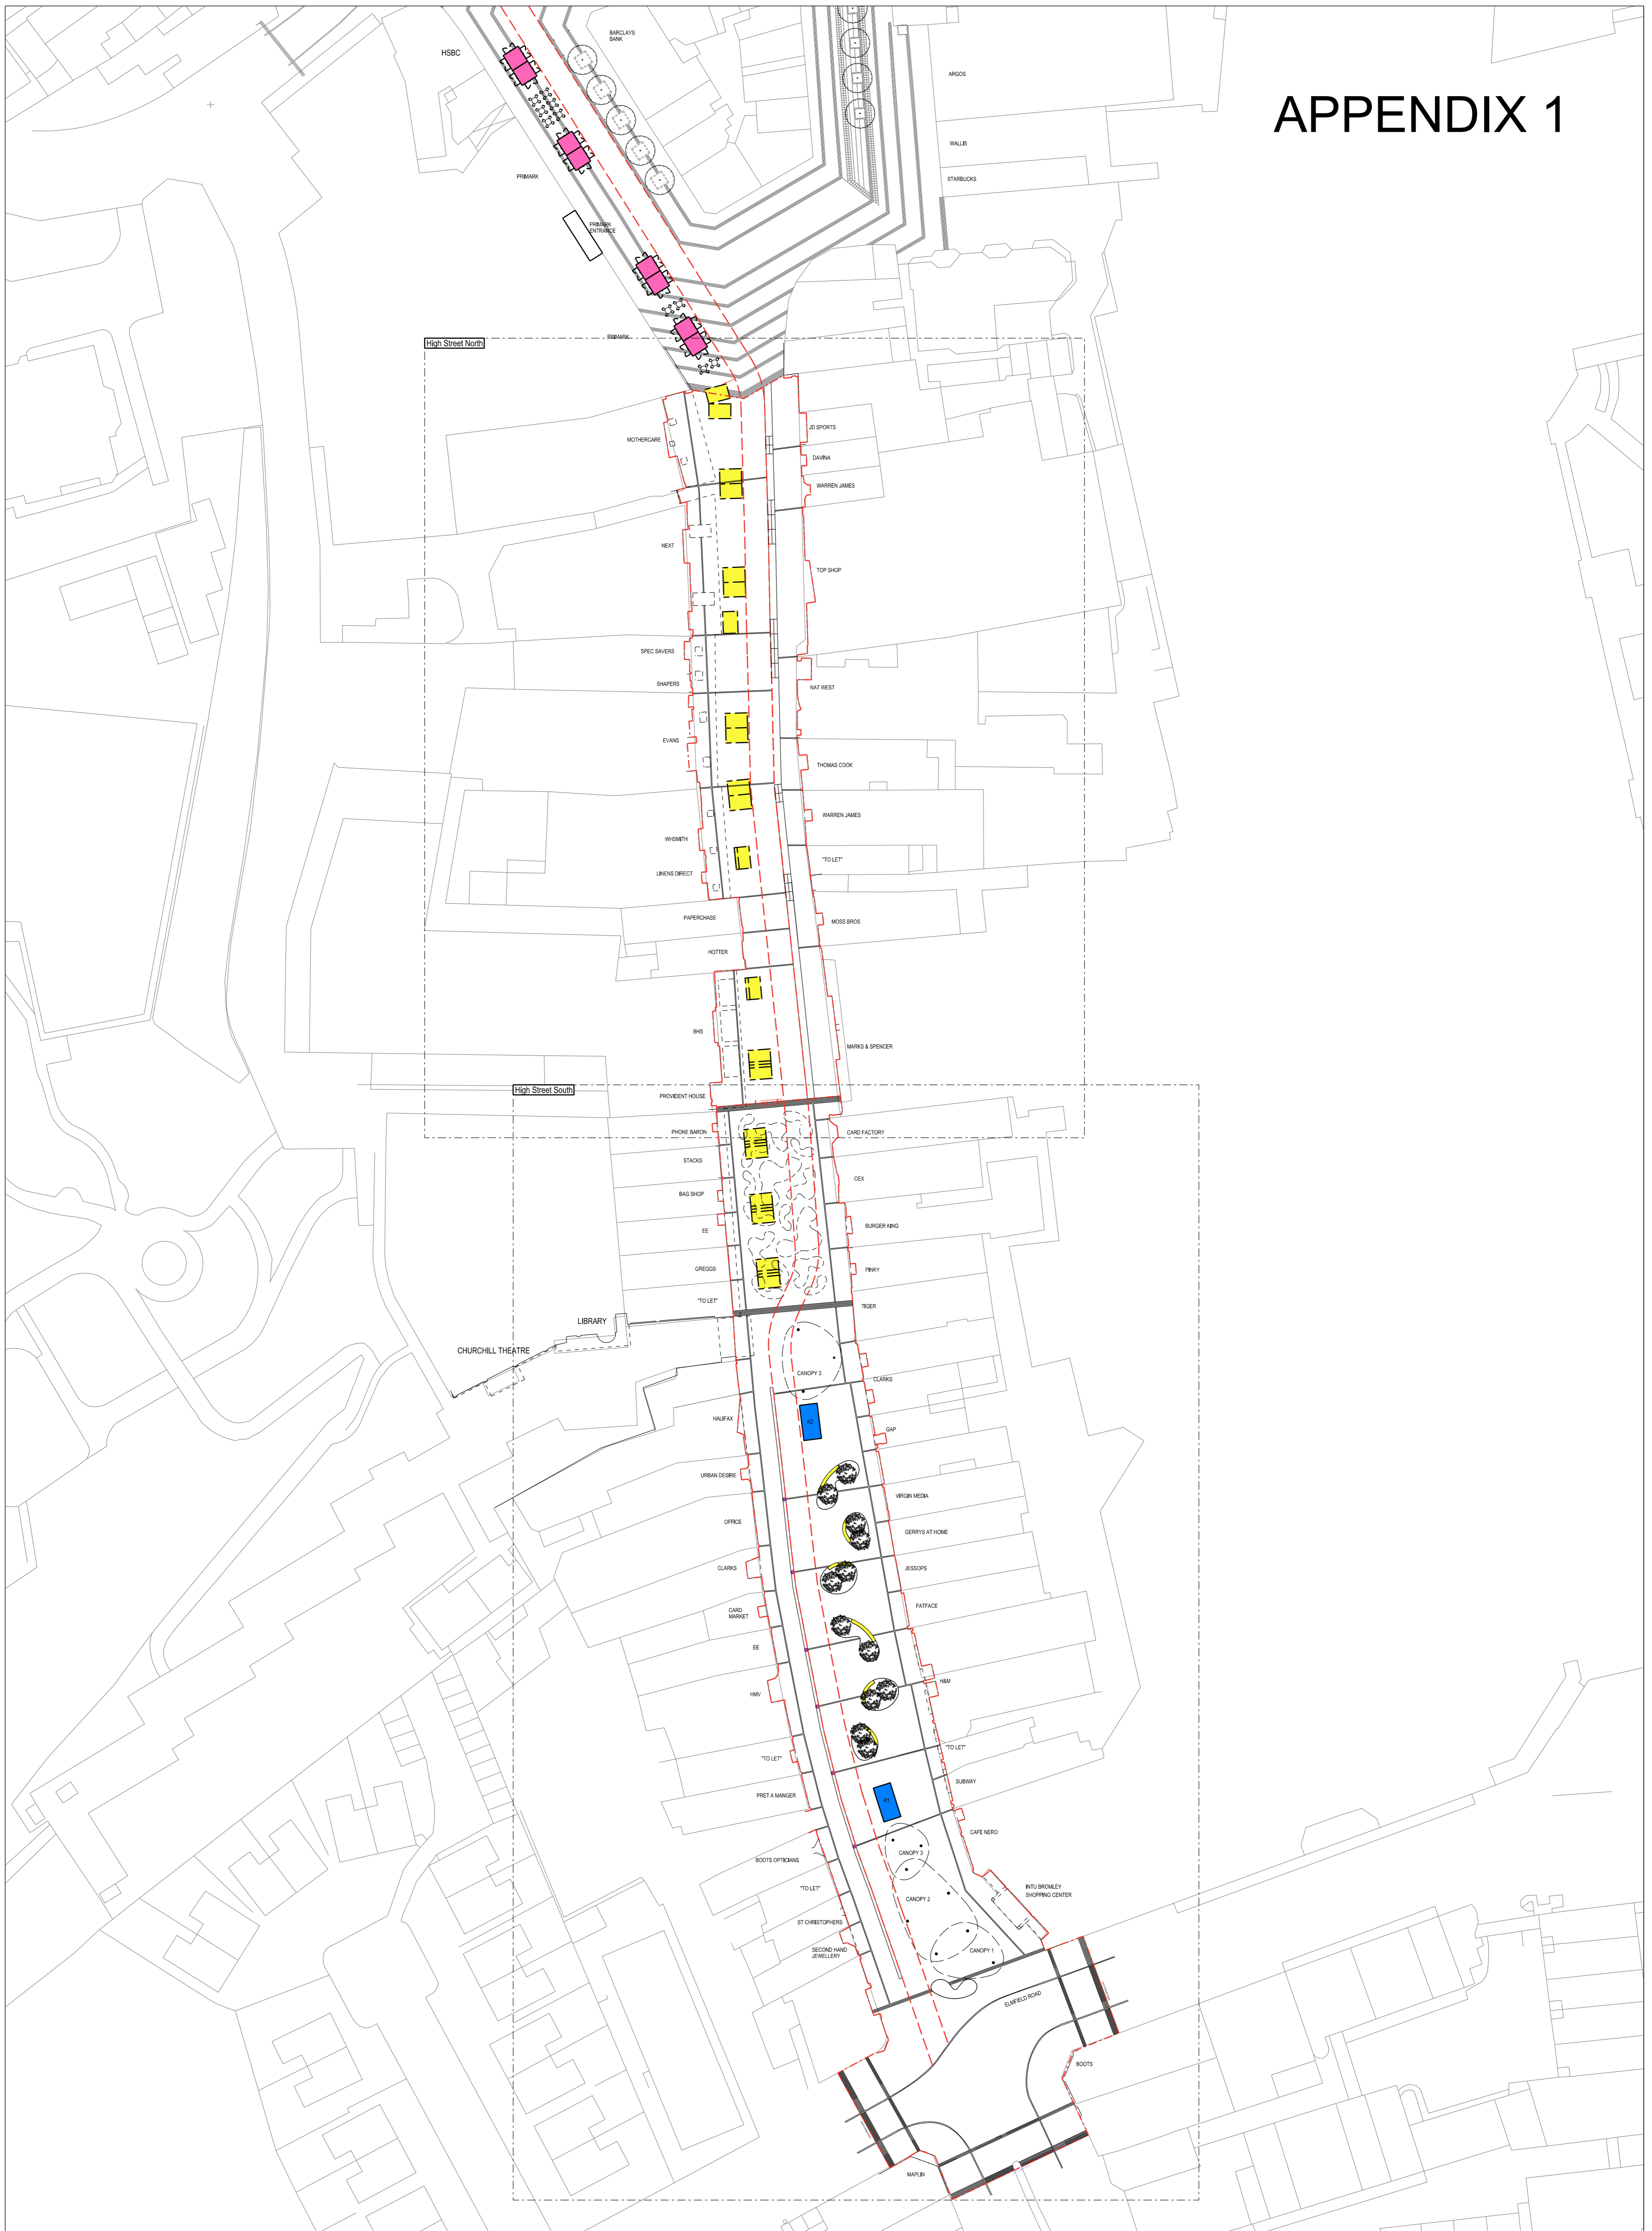 APPENDIX 1
HSBC
BARCLAYS
BANK
ARGOS
WALLIS
STARBUCKS
PRIMARK
PRIMARK
ENTRANCE
PRIMARK
High Street North
MOTHERCARE
JD SPORTS
DAVINA
WARREN JAMES
NEXT
TOP SHOP
SPEC SAVERS
SHAPERS
NAT WEST
EVANS
THOMAS COOK
WARREN JAMES
WHSMITH
"TO LET"
LINENS DIRECT
PAPERCHASE
MOSS BROS
HOTTER
BHS
MARKS & SPENCER
High Street South
PROVIDENT HOUSE
PHONE BARON
CARD FACTORY
STACKS
CEX
BAG SHOP
BURGER KING
EE
GREGGS
PINKY
"TO LET"
TIGER
LIBRARY
CHURCHILL THEATRE
CANOPY 3
CLARKS
HALIFAX
R2
GAP
URBAN DESIRE
VIRGIN MEDIA
OFFICE
GERRYS AT HOME
CLARKS
JESSOPS
CARD
MARKET
FATFACE
EE
HMV
H&M
"TO LET"
"TO LET"
SUBWAY
PRET A MANGER
R1
CAFE NERO
CANOPY 3
BOOTS OPTICIANS
"TO LET"
CANOPY 2
INTU BROMLEY
SHOPPING CENTER
ST CHRISTOPHERS
SECOND HAND
JEWELLERY
CANOPY 1
ELMFIELD ROAD
BOOTS
MAPLIN